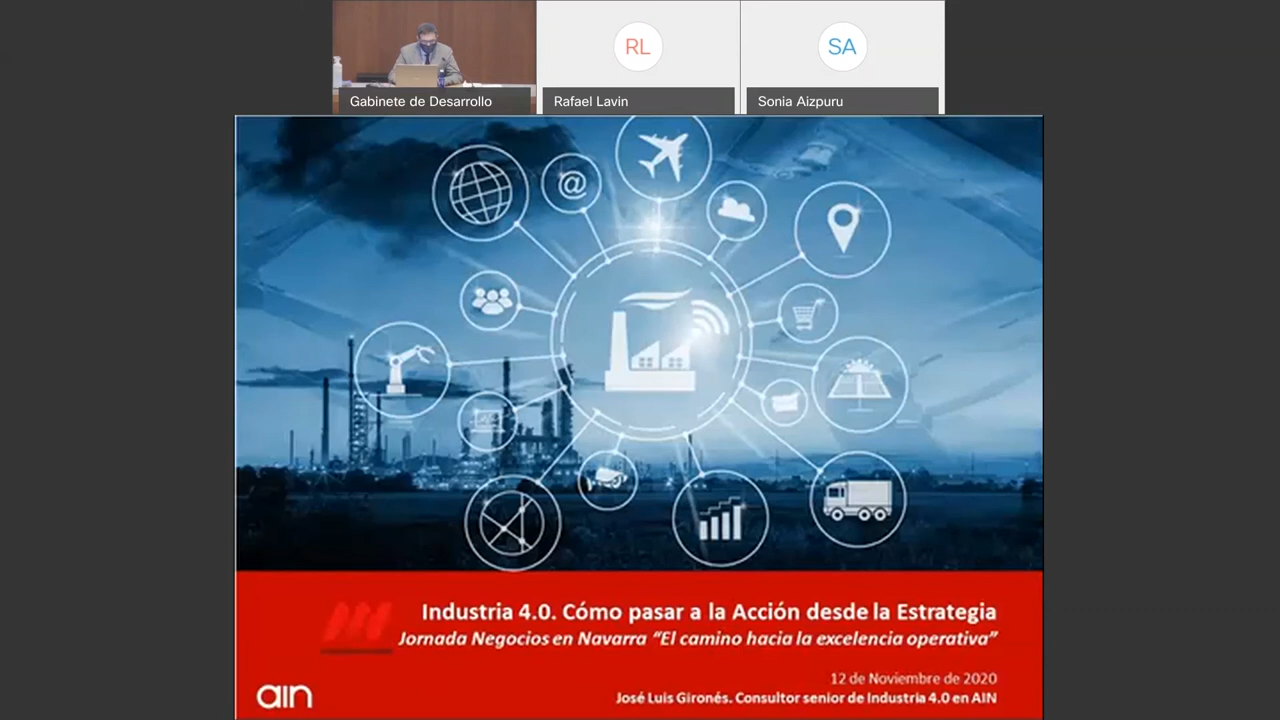 RL
SA
Gabinete de Desarrollo
Rafael Lavin
Sonia Aizpuru
@
Industria 4.0. Cómo pasar a la Acción desde la Estrategia
Jornada Negocios en Navarra “El camino hacia la excelencia operativa”
12 de Noviembre de 2020
José Luis Gironés. Consultor senior de Industria 4.0 en AIN
ain